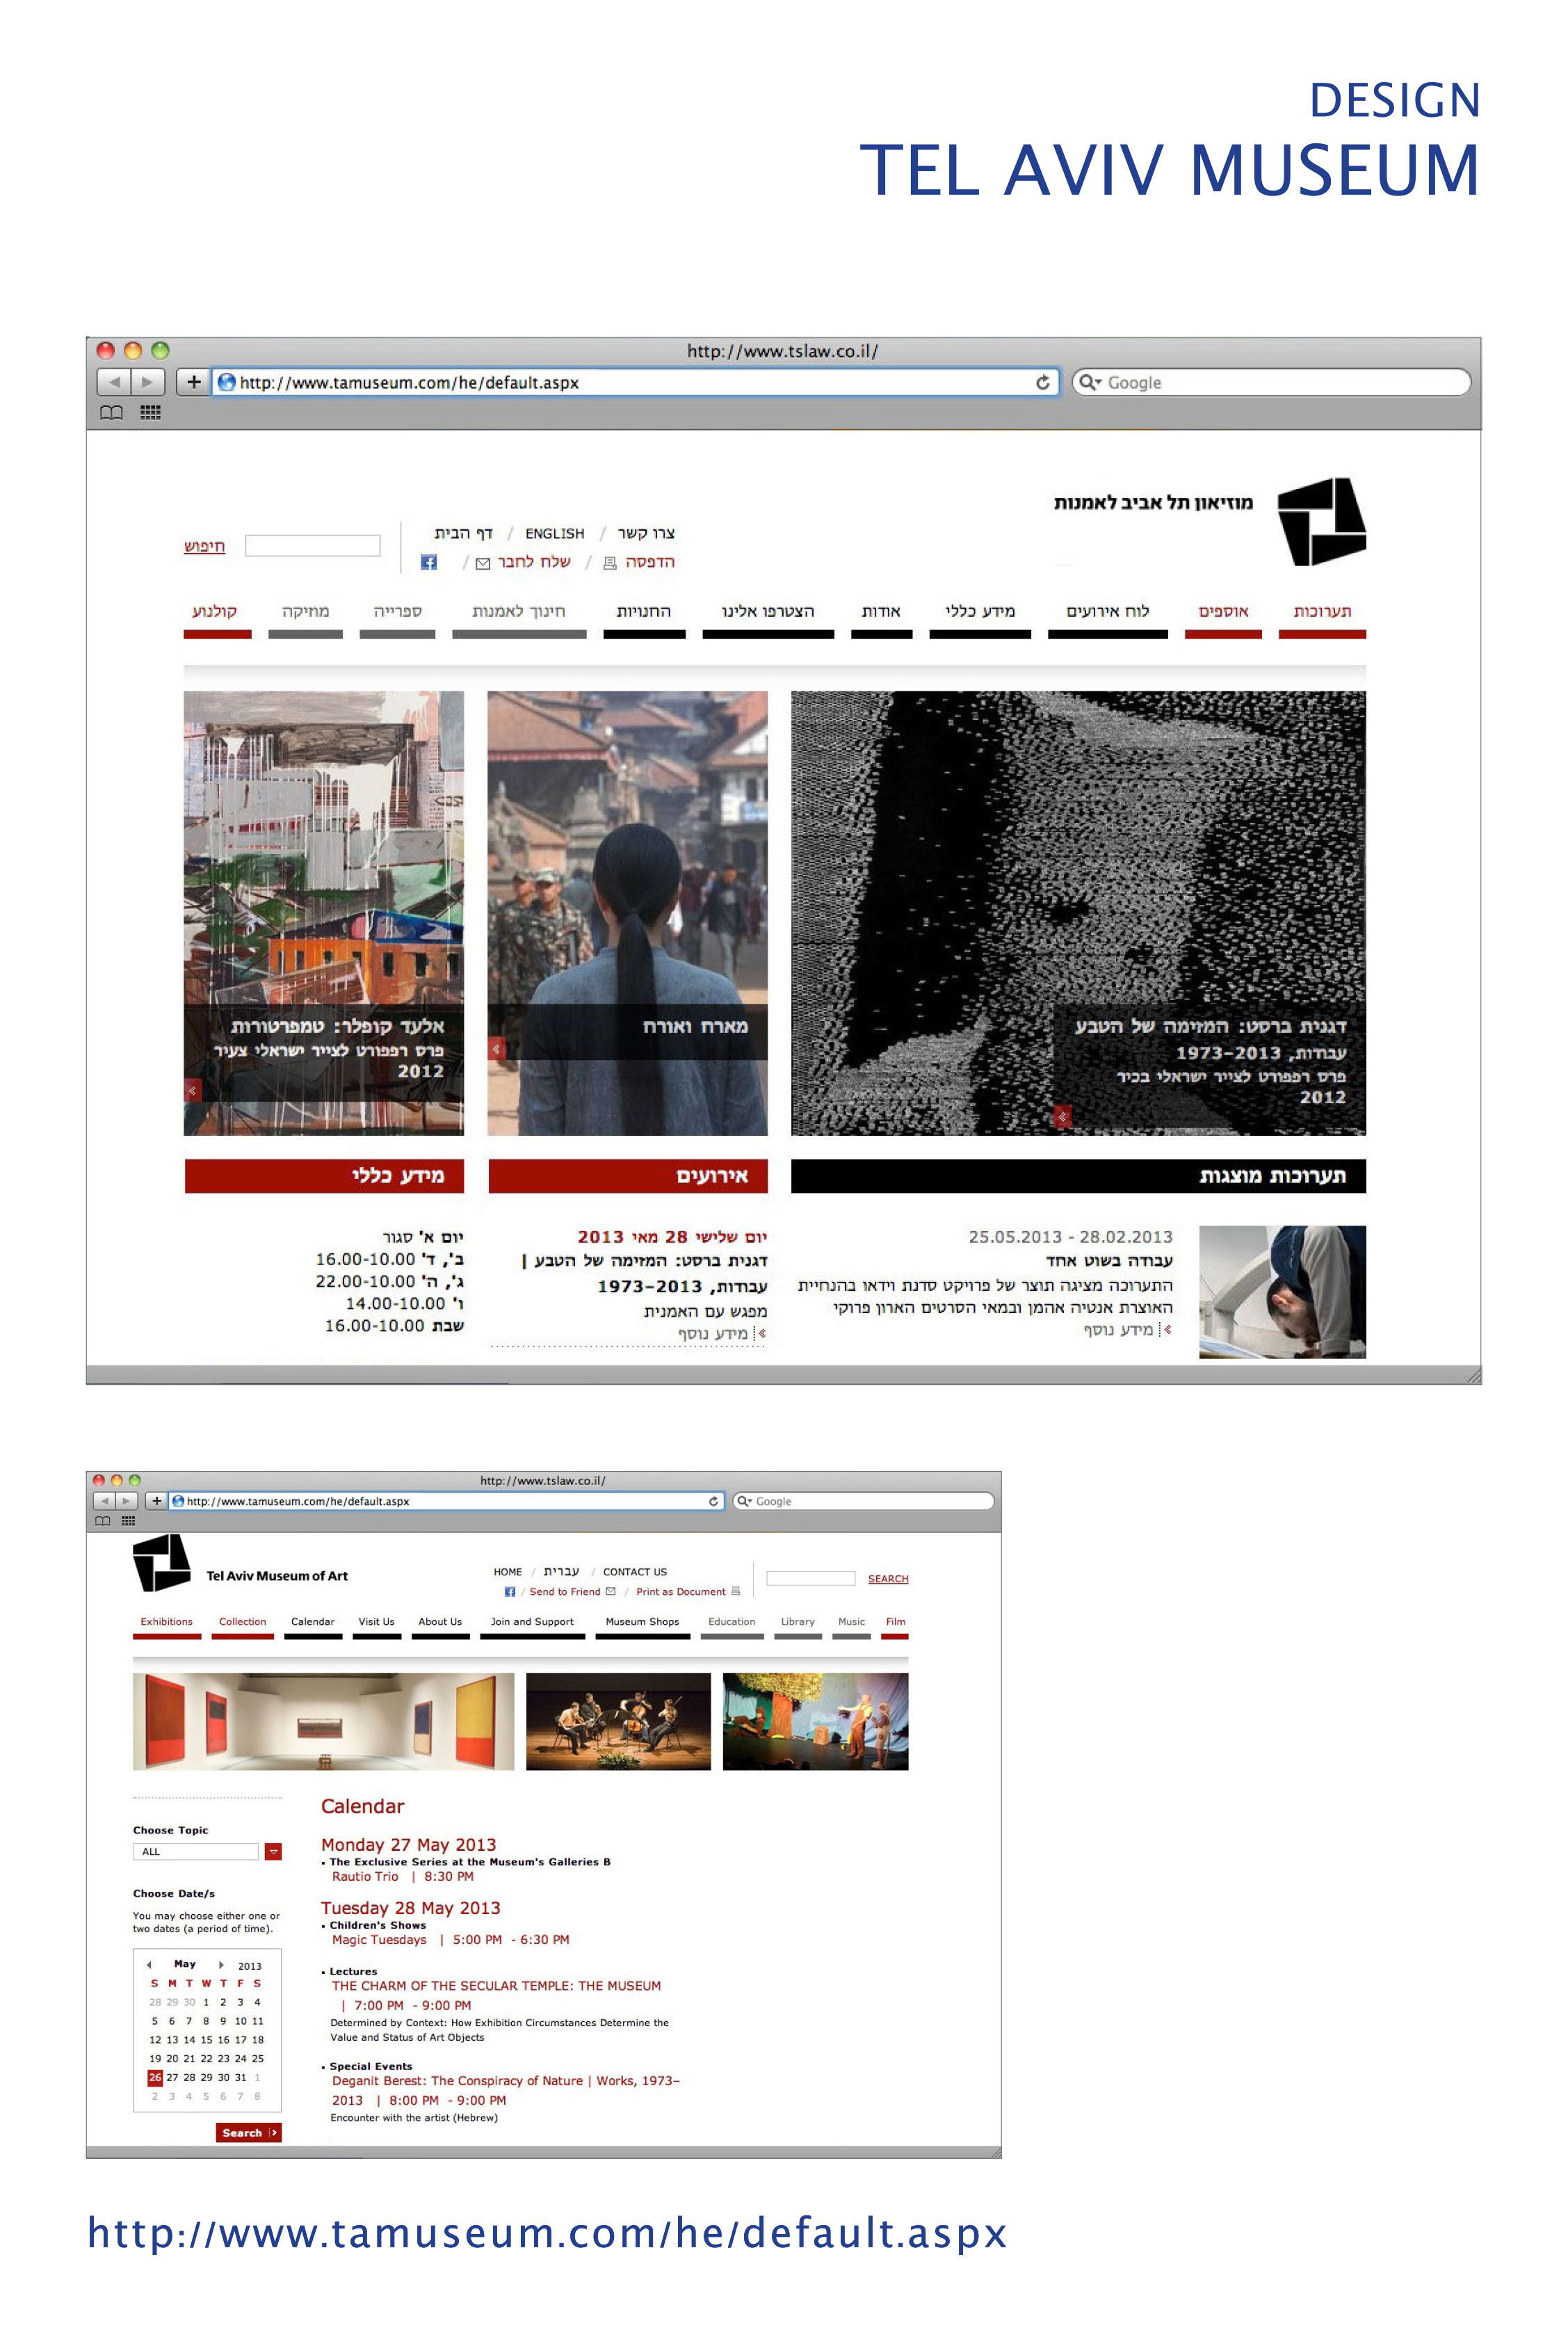 DESIGN
TEL AVIV MUSEUM
http://www.tslaw.co.il/
http://www.tamuseum.com/he/default.aspx
Google
מוזיאון תל אביב לאמנות
צרו קשר / ENGLISH / דף הבית
הדפסה / שלח לחבר /
חיפוש
תערוכות אוספים לוח אירועים מידע כללי אודות הצטרפו אלינו החנויות חינוך לאמנות ספרייה מוזיקה קולנוע
דגנית ברסט: המזימה של הטבע
עבודות, 1973-2013
פרס רפפורט לצייר ישראלי בכיר
2012
מארח ואורח
אלעד קופלר: טמפרטורות
פרס רפפורט לצייר ישראלי צעיר
2012
תערוכות מוצגות
28.02.2013 - 25.05.2013
עבודה בשוט אחד
התערוכה מציגה תוצר של פרויקט סדנת וידאו בהנחיית
האוצרת אנטיה אהמן ובמאי הסרטים הארון פרוקי
מידע נוסף
אירועים
יום שלישי 28 מאי 2013
דגנית ברסט: המזימה של הטבע |
עבודות, 1973-2013
מפגש עם האמנית
מידע נוסף
מידע כללי
יום א' סגור
ב', ד' 16.00-10.00
ג', ה' 22.00-10.00
ו' 14.00-10.00
שבת 16.00-10.00
http://www.tslaw.co.il/
http://www.tamuseum.com/he/default.aspx
Google
Tel Aviv Museum of Art
HOME / עברית / CONTACT US
/ Send to Friend / Print as Document
SEARCH
Exhibitions Collection Calendar Visit Us About Us Join and Support Museum Shops Education Library Music Film
Choose Topic
ALL
Choose Date/s
You may choose either one or
two dates (a period of time).
May 2013
S M T W T F S
28 29 30 1 2 3 4
5 6 7 8 9 10 11
12 13 14 15 16 17 18
19 20 21 22 23 24 25
26 27 28 29 30 31 1
2 3 4 5 6 7 8
Search
Calendar
Monday 27 May 2013
The Exclusive Series at the Museum's Galleries B
Rautio Trio | 8:30 PM
Tuesday 28 May 2013
Children's Shows
Magic Tuesdays | 5:00 PM - 6:30 PM
Lectures
THE CHARM OF THE SECULAR TEMPLE: THE MUSEUM
| 7:00 PM - 9:00 PM
Determined by Context: How Exhibition Circumstances Determine the
Value and Status of Art Objects
Special Events
Deganit Berest: The Conspiracy of Nature | Works, 1973–
2013 | 8:00 PM - 9:00 PM
Encounter with the artist (Hebrew)
http://www.tamuseum.com/he/default.aspx